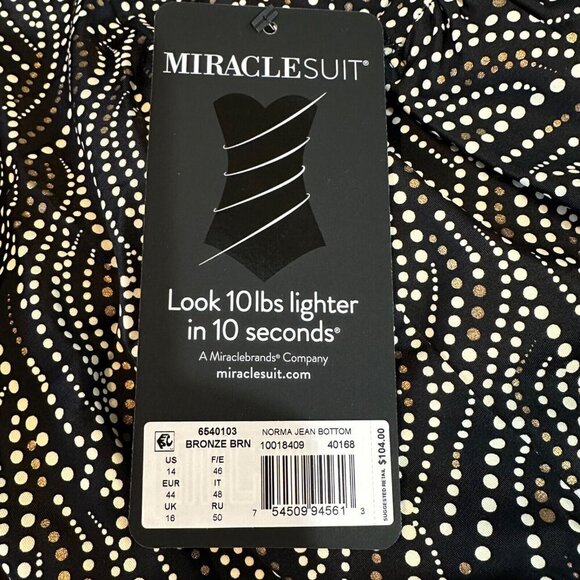 MIRACLESUIT®
Look 10 lbs lighter
in 10 seconds®
A Miraclebrands® Company
miraclesuit.com
6540103
BRONZE BRN
NORMA JEAN BOTTOM
10018409 40168
US F/E
14 46
EUR IT
44 48
UK RU
16 50
7 54509 94561 3
SUGGESTED RETAIL $104.00